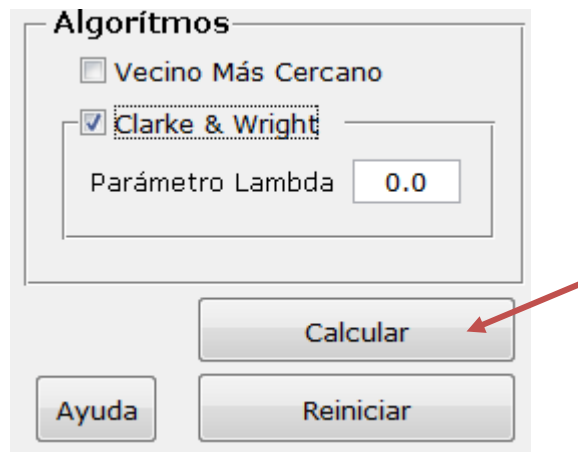 Algorítmos
Vecino Más Cercano
Clarke & Wright
Parámetro Lambda 0.0
Calcular
Ayuda Reiniciar